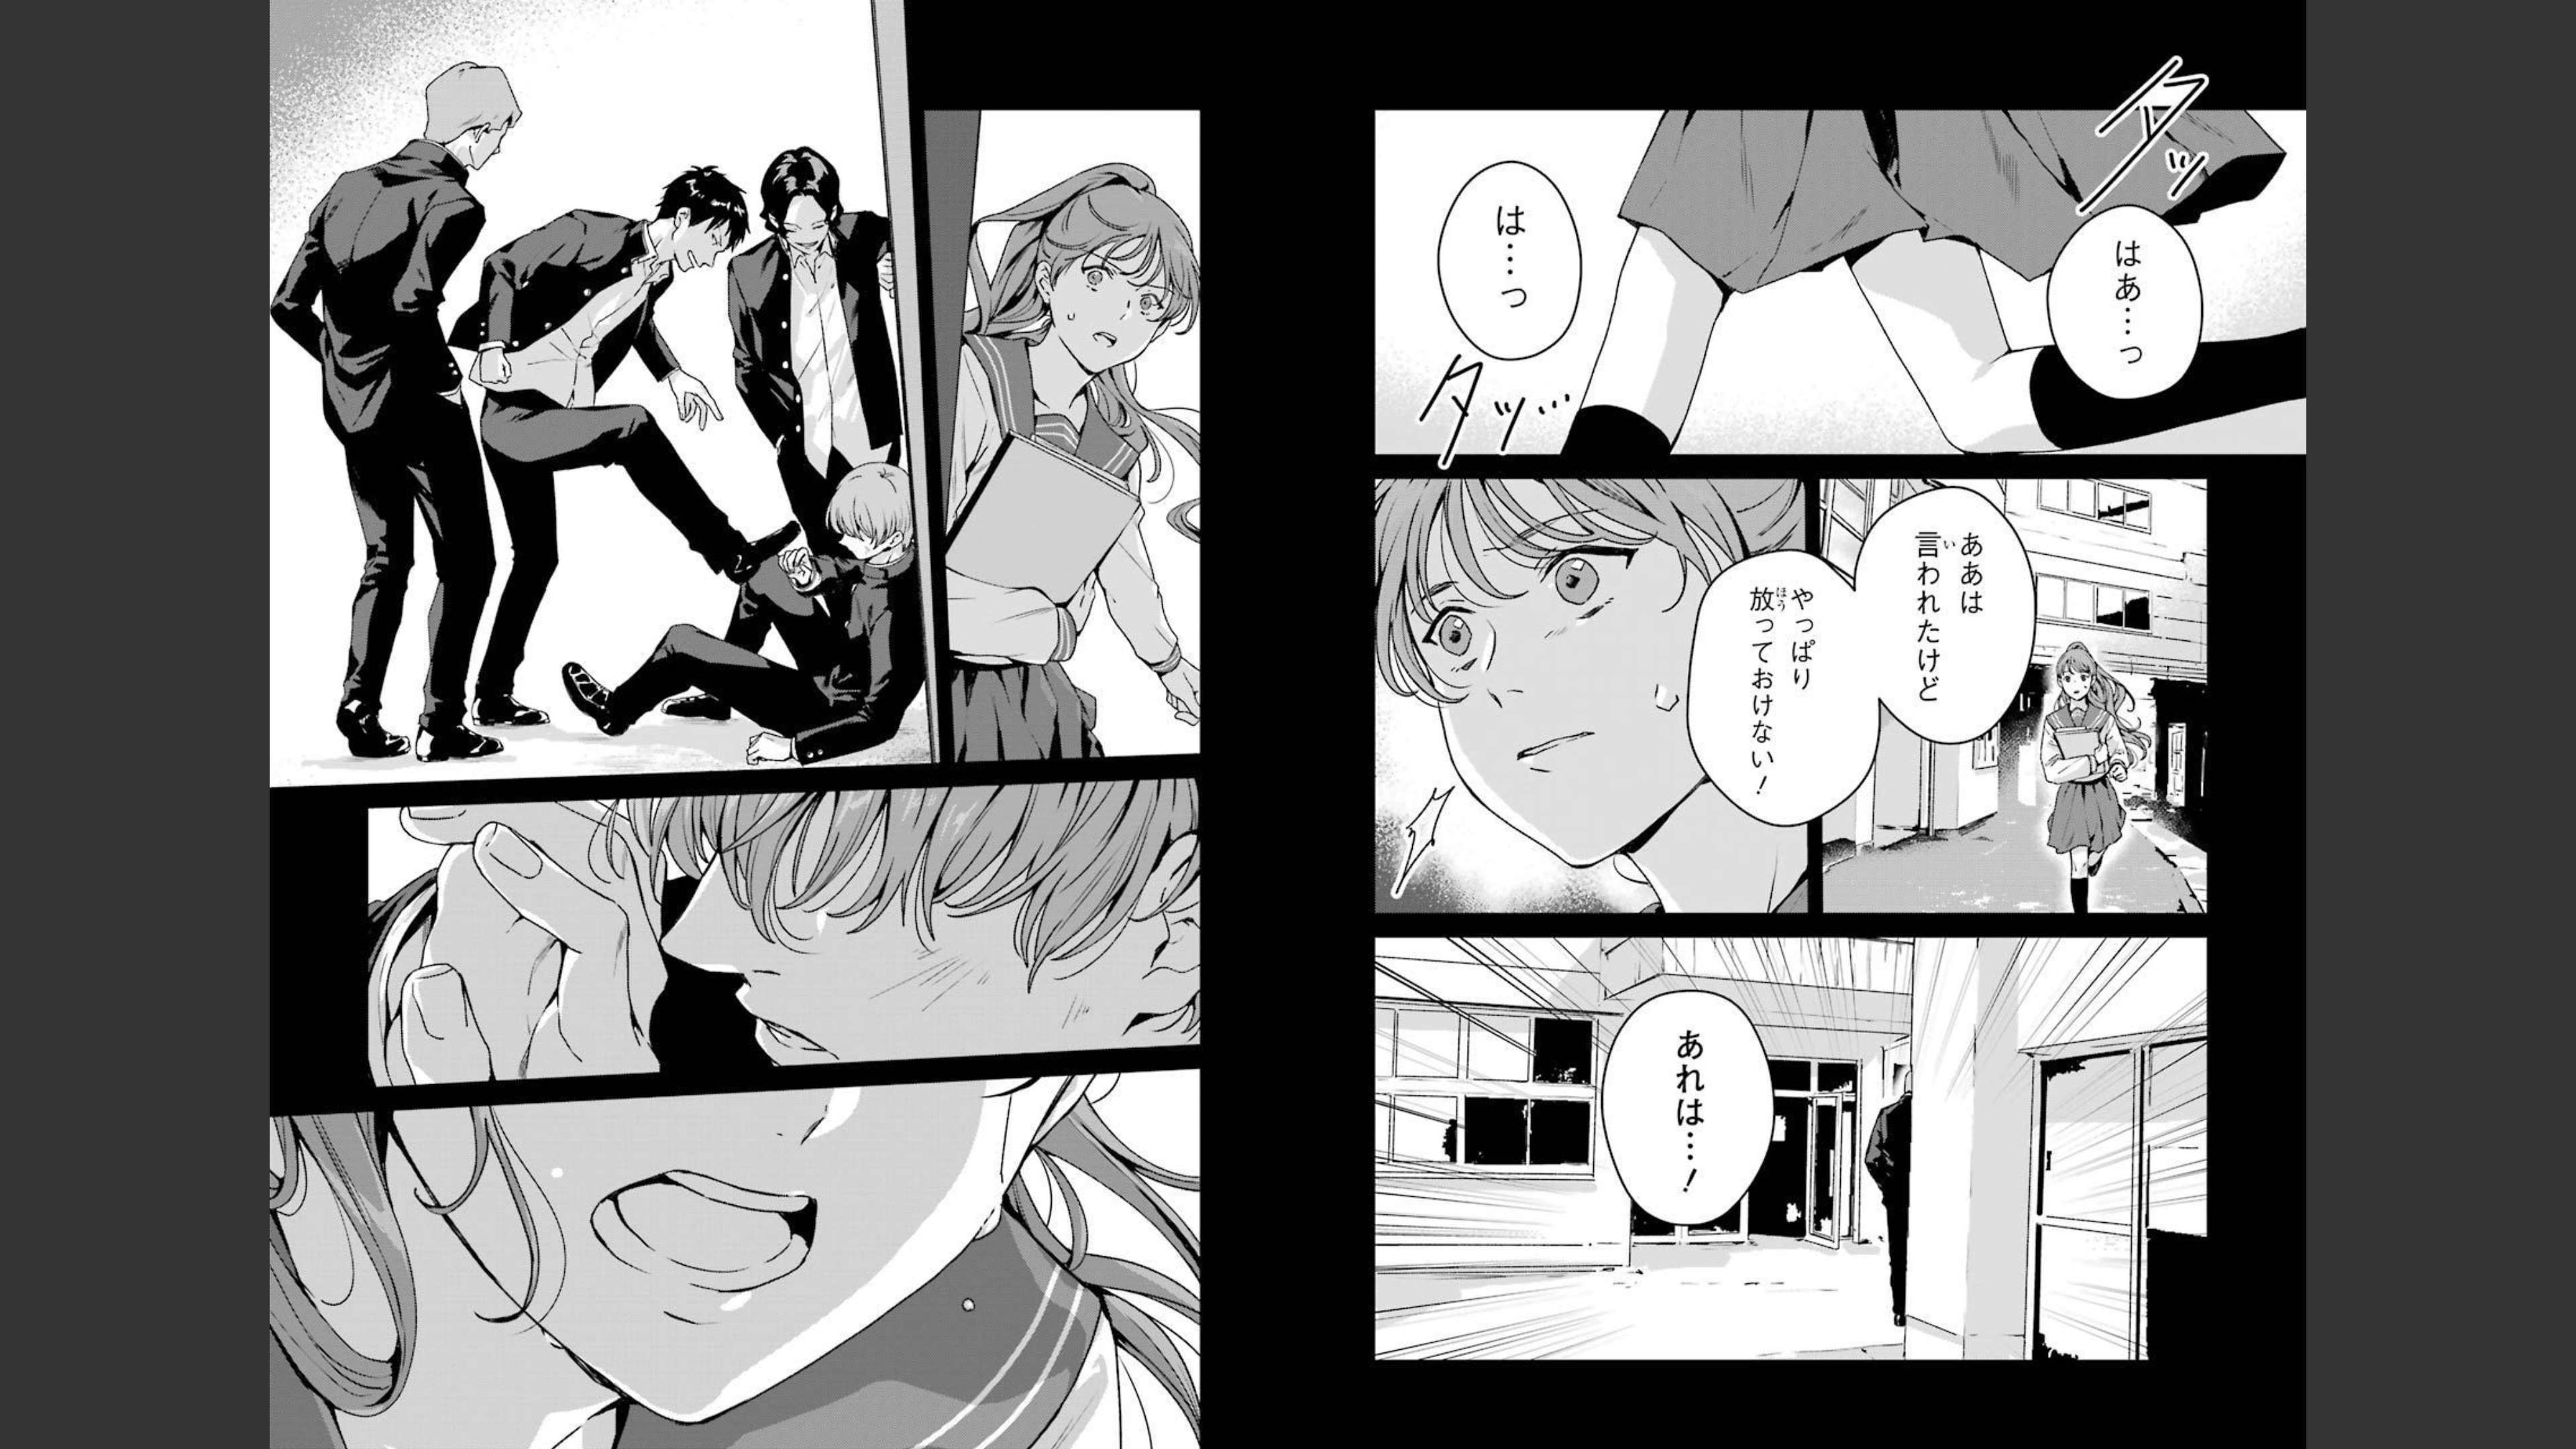 タッ
はあ…っ
は…っ
タッ…
ああは
言われたけど
やっぱり
放っておけない！
あれは…！